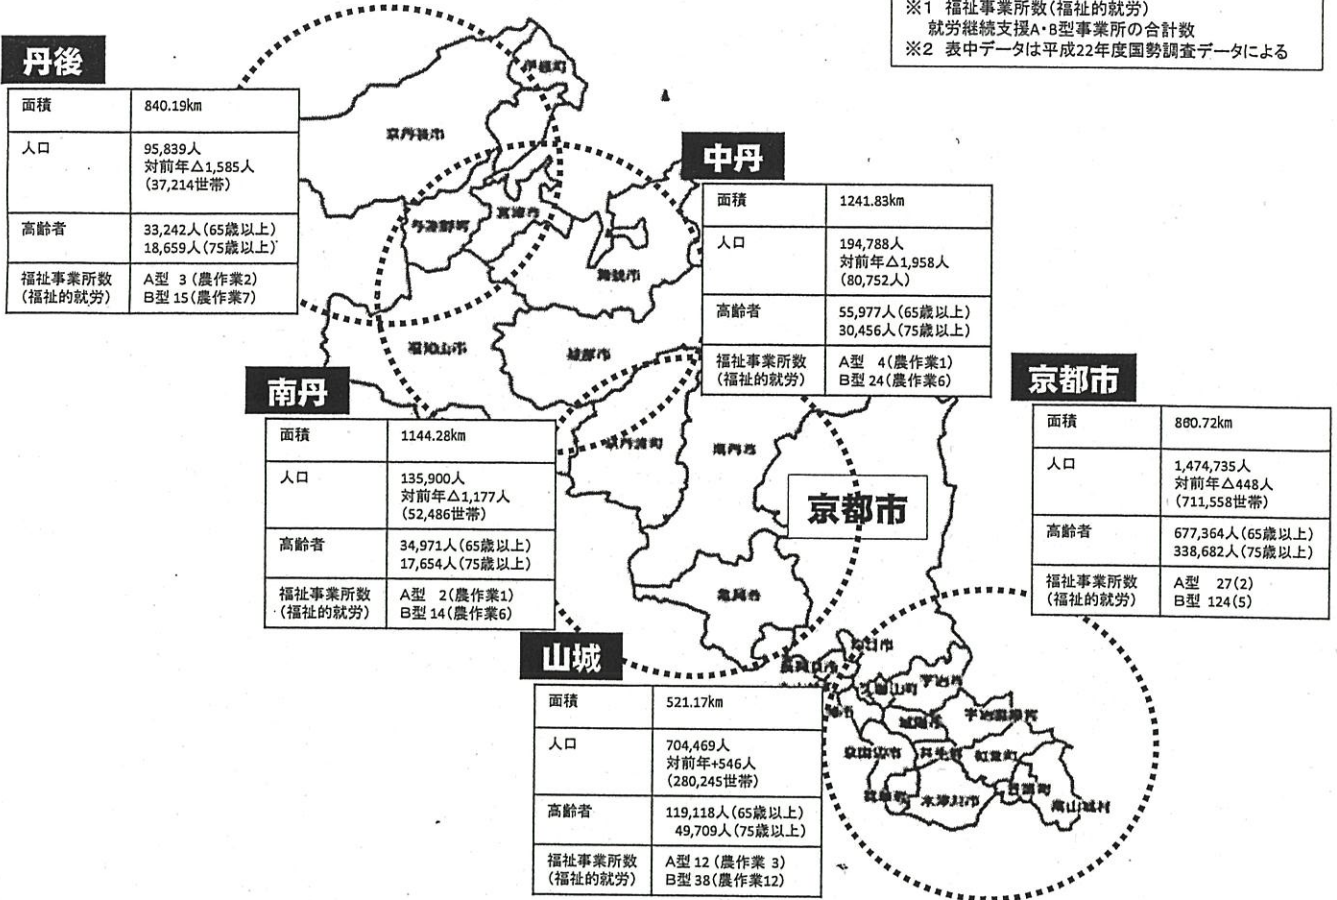 ※1 福祉事業所数(福祉的就労)
就労継続支援A・B型事業所の合計数
※2 表中データは平成22年度国勢調査データによる
丹後
面積 840.19km
人口 95,839人
対前年△1,585人
(37,214世帯)
高齢者 33,242人(65歳以上)
18,659人(75歳以上)
福祉事業所数 A型 3 (農作業2)
(福祉的就労) B型 15(農作業7)
中丹
面積 1241.83km
人口 194,788人
対前年△1,958人
(80,752人)
高齢者 55,977人(65歳以上)
30,456人(75歳以上)
福祉事業所数 A型 4(農作業1)
(福祉的就労) B型 24(農作業6)
南丹
面積 1144.28km
人口 135,900人
対前年△1,177人
(52,486世帯)
高齢者 34,971人(65歳以上)
17,654人(75歳以上)
福祉事業所数 A型 2(農作業1)
(福祉的就労) B型 14(農作業6)
京都市
面積 860.72km
人口 1,474,735人
対前年△448人
(711,558世帯)
高齢者 677,364人(65歳以上)
338,682人(75歳以上)
福祉事業所数 A型 27(2)
(福祉的就労) B型 124(5)
山城
面積 521.17km
人口 704,469人
対前年+546人
(280,245世帯)
高齢者 119,118人(65歳以上)
49,709人(75歳以上)
福祉事業所数 A型 12 (農作業 3)
(福祉的就労) B型 38(農作業12)
京都市
伊根町
京丹後市
宮津市
与謝野町
舞鶴市
福知山市
綾部市
京丹波町
南丹市
亀岡市
向日市
長岡京市
久御山町
宇治市
城陽市
宇治田原町
京田辺市
井手町
和束町
精華町
木津川市
笠置町
南山城村